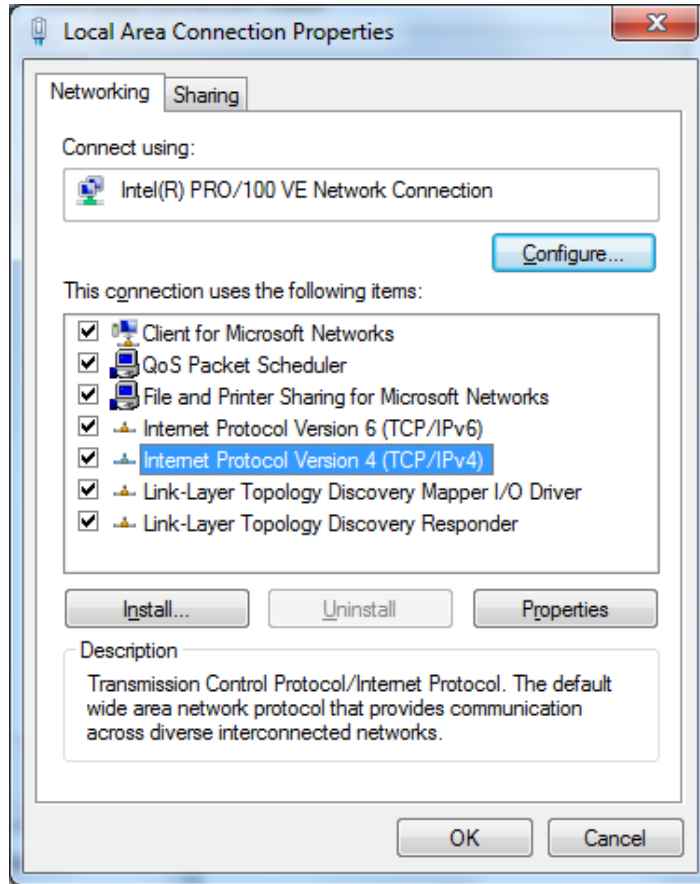 Local Area Connection Properties
Networking
Sharing
Connect using:
Intel(R) PRO/100 VE Network Connection
Configure...
This connection uses the following items:
Client for Microsoft Networks
QoS Packet Scheduler
File and Printer Sharing for Microsoft Networks
Internet Protocol Version 6 (TCP/IPv6)
Internet Protocol Version 4 (TCP/IPv4)
Link-Layer Topology Discovery Mapper I/O Driver
Link-Layer Topology Discovery Responder
Install...
Uninstall
Properties
Description
Transmission Control Protocol/Internet Protocol. The default
wide area network protocol that provides communication
across diverse interconnected networks.
OK
Cancel